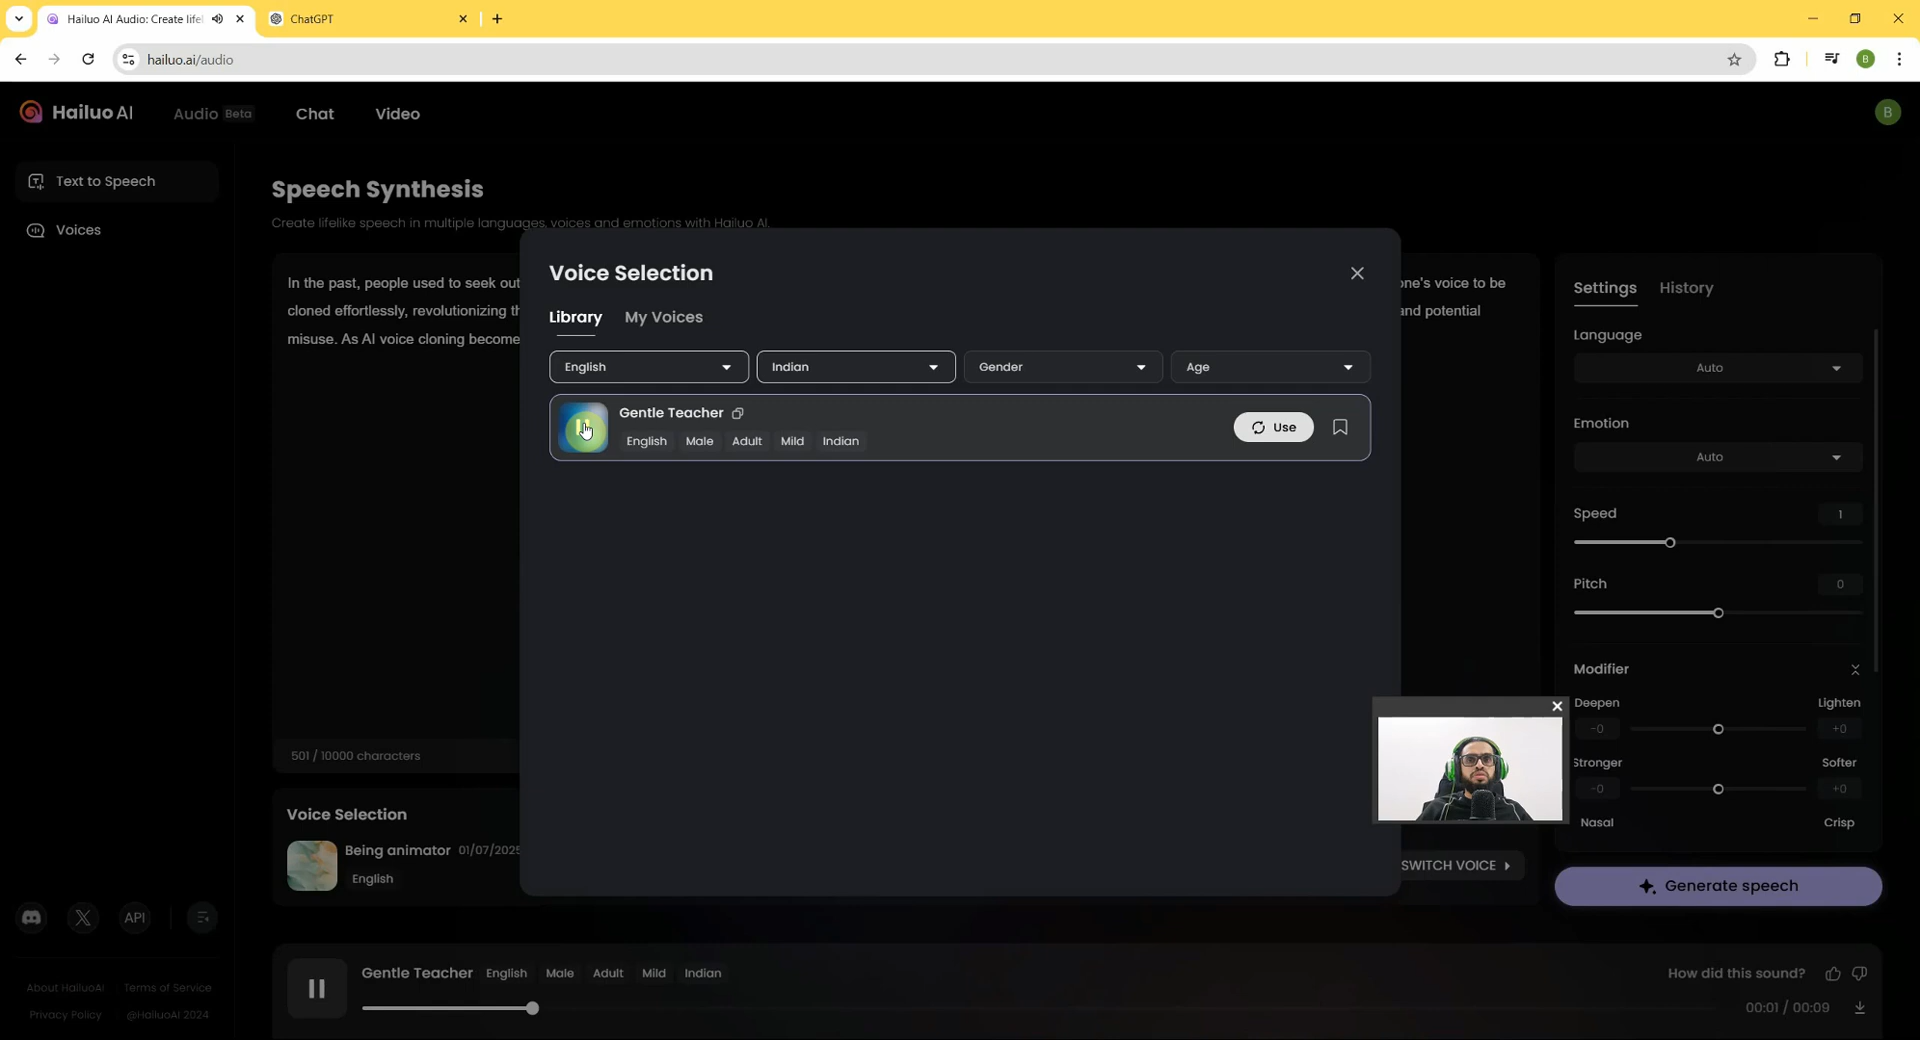 Hailuo AI Audio: Create lifel
ChatGPT
hailuo.ai/audio
B
Hailuo AI
Audio Beta
Chat
Video
B
Text to Speech
Voices
Speech Synthesis
Create lifelike speech in multiple languages, voices and emotions with Hailuo AI.
In the past, people used to seek out
one's voice to be
cloned effortlessly, revolutionizing th
and potential
misuse. As AI voice cloning become
501 / 10000 characters
Voice Selection
Library
My Voices
English
Indian
Gender
Age
Gentle Teacher
English
Male
Adult
Mild
Indian
Use
Settings
History
Language
Auto
Emotion
Auto
Speed
1
Pitch
0
Modifier
Deepen
Lighten
-0
+0
Stronger
Softer
-0
+0
Nasal
Crisp
Voice Selection
Being animator 01/07/2025
English
SWITCH VOICE
Generate speech
API
About HailuoAI
Terms of Service
Privacy Policy
@HailuoAI 2024
Gentle Teacher English Male Adult Mild Indian
How did this sound?
00:01 / 00:09